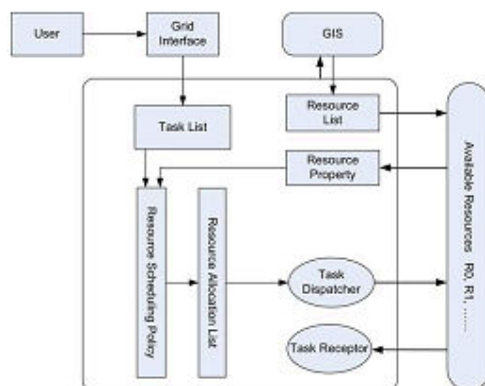 User
Grid
Interface
GIS
Task List
Resource
List
Resource
Property
Resource Scheduling Policy
Resource Allocation List
Task
Dispatcher
Task Receptor
Available Resources R0, R1, ......